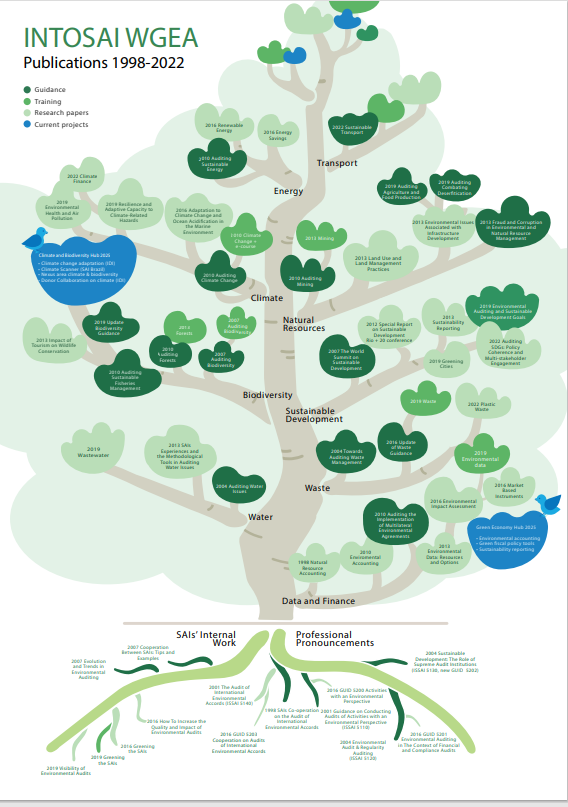 INTOSAI WGEA
Publications 1998-2022
Guidance
Training
Research papers
Current projects
2022 Sustainable
Transport
Transport
2016 Renewable
Energy
2016 Energy
Savings
2010 Auditing
Sustainable
Energy
Energy
2022 Climate
Finance
2019
Environmental
Health and Air
Pollution
2019 Resilience and
Adaptive Capacity to
Climate-Related
Hazards
2016 Adaptation to
Climate Change and
Ocean Acidification in
the Marine
Environment
2010 Climate
Change +
e-course
2010 Auditing
Climate Change
Climate
Climate and Biodiversity Hub 2025
• Climate change adaptation (IDI)
• Climate Scanner (SAI Brazil)
• Nexus area climate & biodiversity
• Donor Collaboration on climate (IDI)
2019 Auditing
Agriculture and
Food Production
2019 Auditing
Combating
Desertification
2013 Environmental Issues
Associated with
Infrastructure
Development
2013 Fraud and Corruption
in Environmental and
Natural Resource
Management
2015 Mining
2013 Land Use and
Land Management
Practices
2010 Auditing
Mining
Natural
Resources
2019 Update
Biodiversity
Guidance
2013
Forests
2007
Auditing
Biodiversity
2013 Impact of
Tourism on Wildlife
Conservation
2010
Auditing
Forests
2007
Auditing
Biodiversity
2010 Auditing
Sustainable
Fisheries
Management
Biodiversity
2019 Environmental
Auditing and Sustainable
Development Goals
2012 Special Report on
Sustainable
Development
Rio + 20 conference
2013
Sustainability
Reporting
2022 Auditing
SDGs: Policy
Coherence and
Multi-stakeholder
Engagement
2007 The World
Summit on
Sustainable
Development
2019 Greening
Cities
Sustainable
Development
2019 Waste
2022 Plastic
Waste
2004 Towards
Auditing Waste
Management
2016 Update
of Waste
Guidance
Waste
2019
Wastewater
2013 SAIs
Experiences and
the Methodological
Tools in Auditing
Water Issues
2004 Auditing Water
Issues
Water
2019
Environmental
data
2016 Market
Based
Instruments
2016 Environmental
Impact Assessment
2010 Auditing the
Implementation
of Multilateral
Environmental
Agreements
Green Economy Hub 2025
• Environmental accounting
• Green fiscal policy tools
• Sustainability reporting
1998 Natural
Resource
Accounting
2010
Environmental
Accounting
2013
Environmental
Data: Resources
and Options
Data and Finance
SAIs' Internal
Work
Professional
Pronouncements
2007 Cooperation
Between SAIs: Tips and
Examples
2007 Evolution
and Trends in
Environmental
Auditing
2016 How To Increase the
Quality and Impact of
Environmental Audits
2016 Greening
the SAIs
2019 Greening
the SAIs
2019 Visibility of
Environmental Audits
2004 Sustainable
Development: The Role of
Supreme Audit Institutions
(ISSAI 5130, new GUID 5202)
2001 The Audit of
International
Environmental
Accords (ISSAI 5140)
2016 GUID 5203
Cooperation on Audits
of International
Environmental Accords
1998 SAIs Co-operation
on the Audit of
International
Environmental Accords
2016 GUID 5200 Activities
with an Environmental
Perspective
2001 Guidance on Conducting
Audits of Activities with an
Environmental Perspective
(ISSAI 5110)
2004 Environmental
Audit & Regularity
Auditing
(ISSAI 5120)
2016 GUID 5201
Environmental Auditing
in The Context of Financial
and Compliance Audits